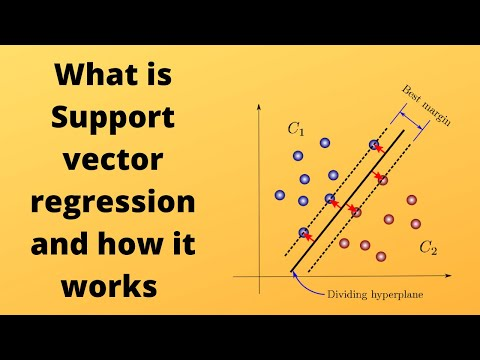 What is
Support
vector
regression
and how it
works
Best margin
C1
C2
Dividing hyperplane